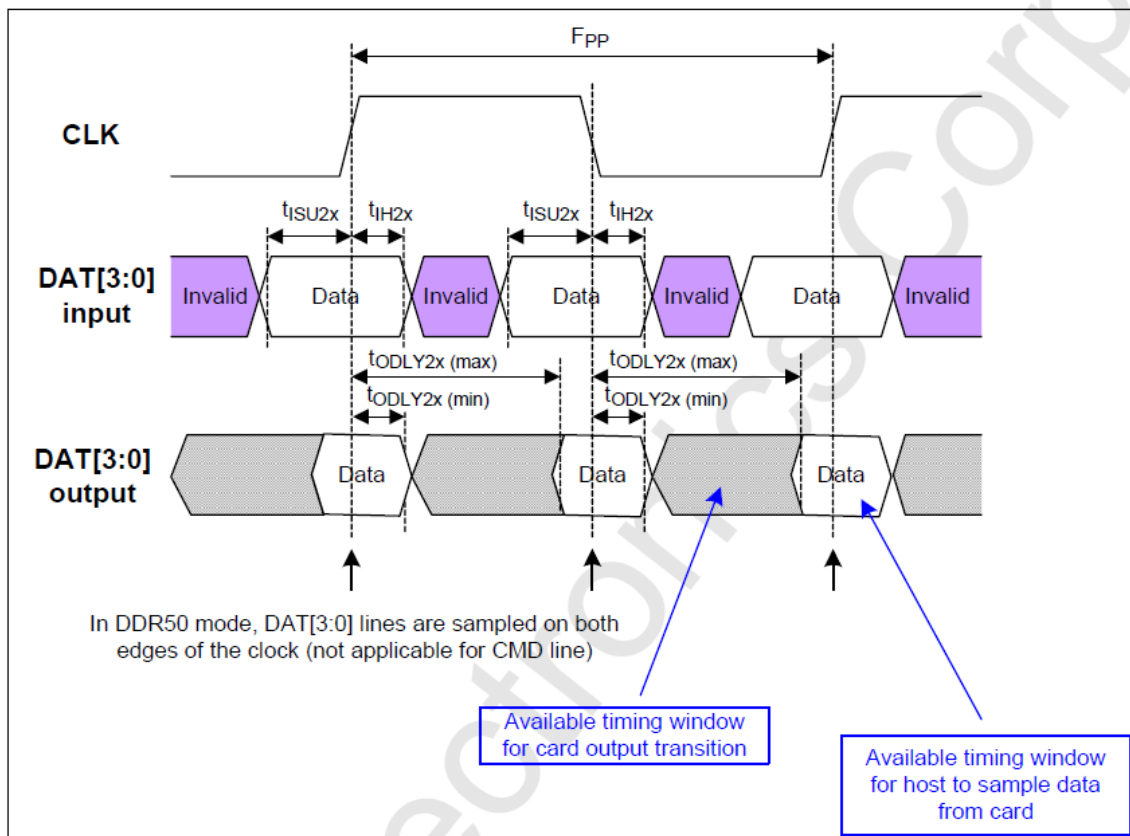 FPP
CLK
tISU2x tIH2x tISU2x tIH2x
DAT[3:0]
input
Invalid Data Invalid Data Invalid Data Invalid
tODLY2x (max) tODLY2x (max)
tODLY2x (min) tODLY2x (min)
DAT[3:0]
output
Data Data Data
In DDR50 mode, DAT[3:0] lines are sampled on both
edges of the clock (not applicable for CMD line)
Available timing window
for card output transition
Available timing window
for host to sample data
from card
ectronics Corp